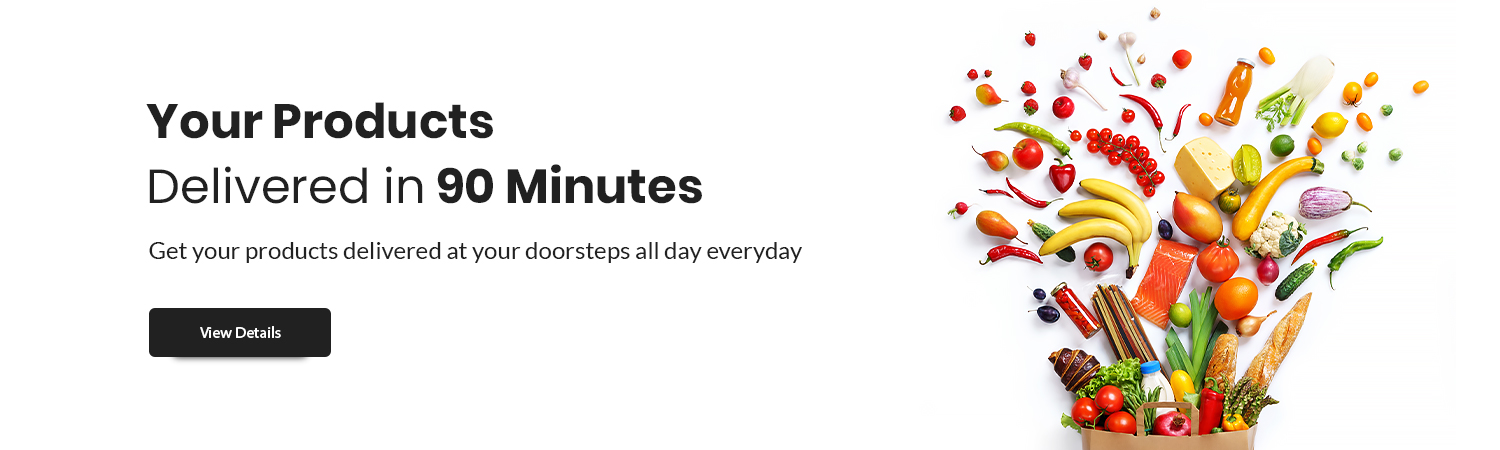 Your Products
Delivered in 90 Minutes
Get your products delivered at your doorsteps all day everyday
View Details